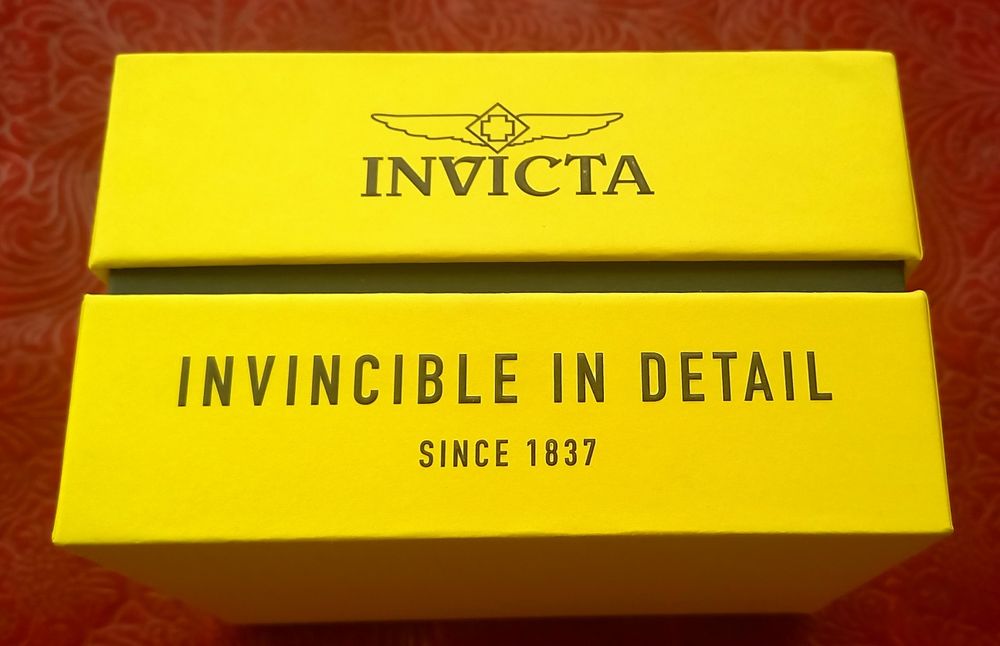 INVICTA
INVINCIBLE IN DETAIL
SINCE 1837